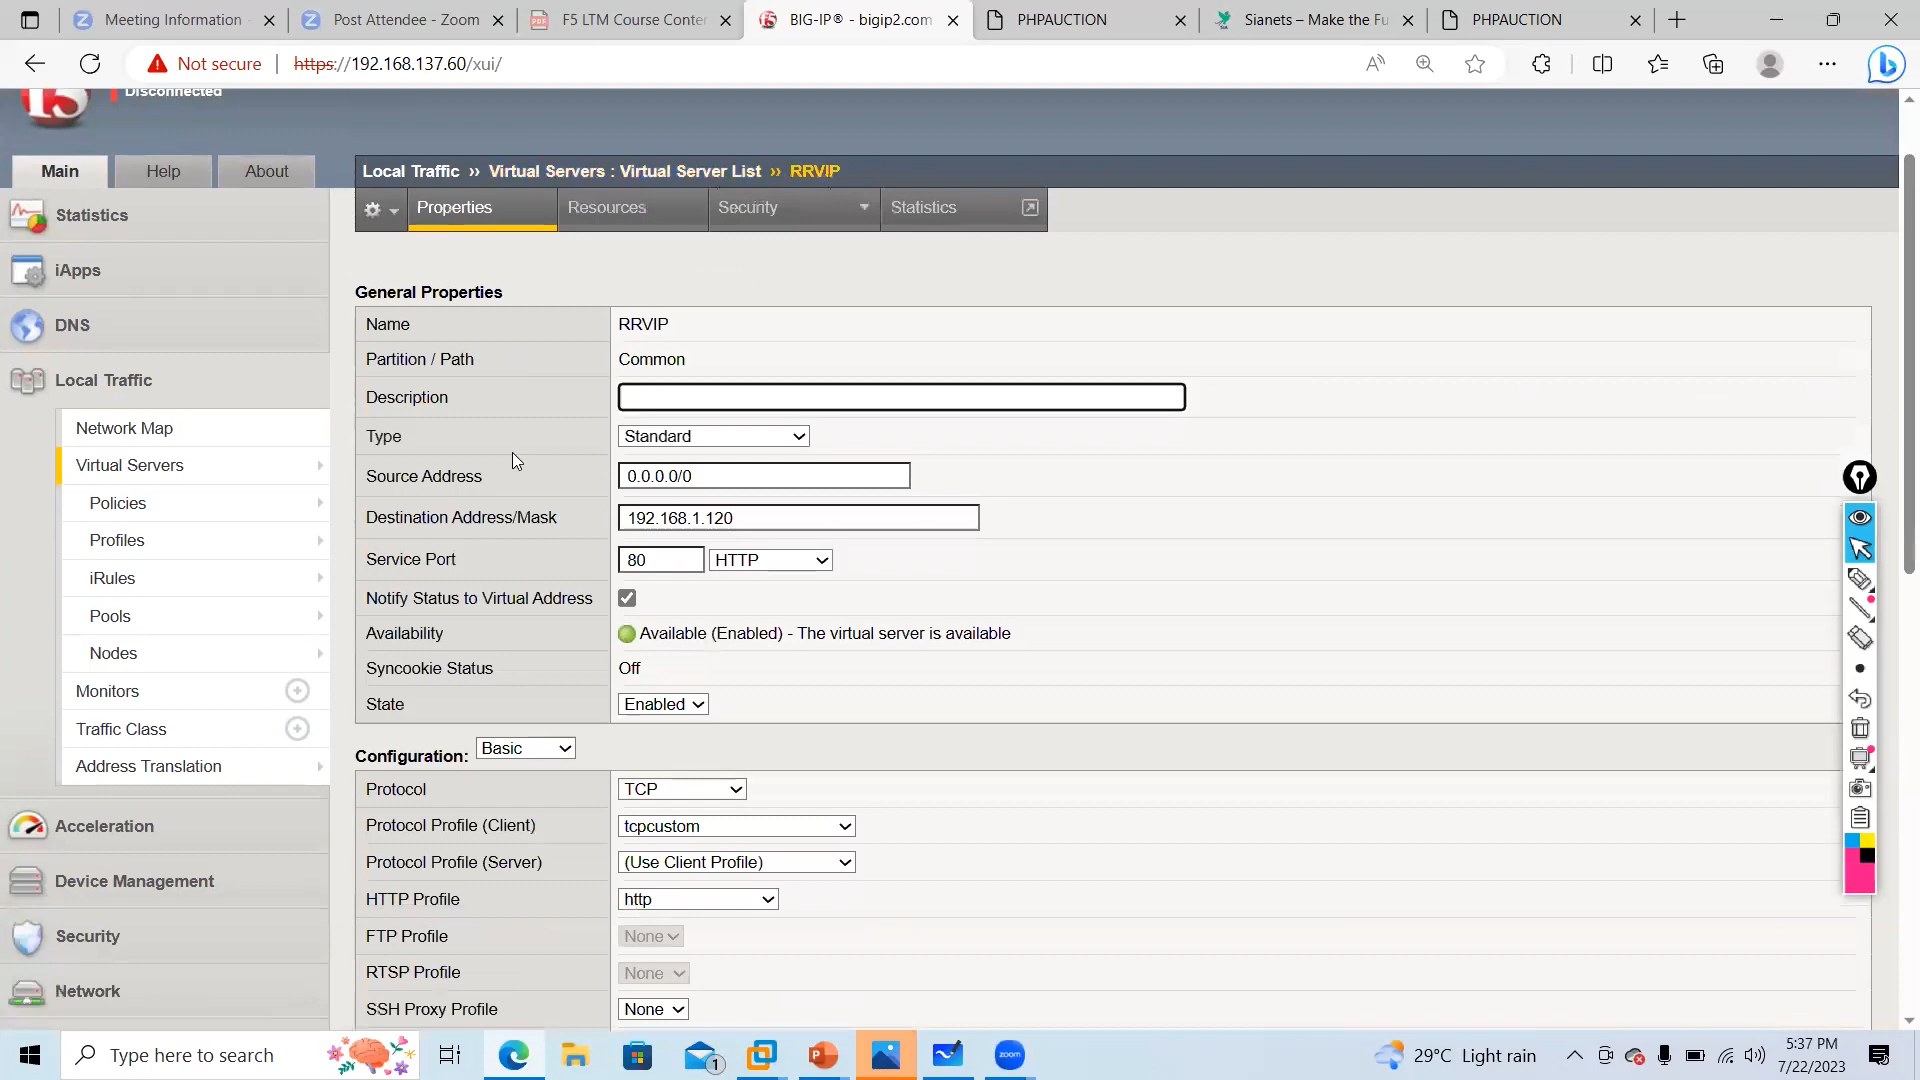 Meeting Information
Post Attendee - Zoom
F5 LTM Course Conter
BIG-IP® - bigip2.com
PHPAUCTION
Sianets – Make the Fu
PHPAUCTION
Not secure
https://192.168.137.60/xui/
f5
Disconnected
Main
Help
About
Local Traffic ›› Virtual Servers : Virtual Server List ›› RRVIP
Properties
Resources
Security
Statistics
Statistics
iApps
DNS
Local Traffic
Network Map
Virtual Servers
Policies
Profiles
iRules
Pools
Nodes
Monitors
Traffic Class
Address Translation
Acceleration
Device Management
Security
Network
General Properties
Name RRVIP
Partition / Path Common
Description
Type Standard
Source Address 0.0.0.0/0
Destination Address/Mask 192.168.1.120
Service Port 80 HTTP
Notify Status to Virtual Address
Availability Available (Enabled) - The virtual server is available
Syncookie Status Off
State Enabled
Configuration: Basic
Protocol TCP
Protocol Profile (Client) tcpcustom
Protocol Profile (Server) (Use Client Profile)
HTTP Profile http
FTP Profile None
RTSP Profile None
SSH Proxy Profile None
Type here to search
1
zoom
29°C Light rain
5:37 PM
7/22/2023